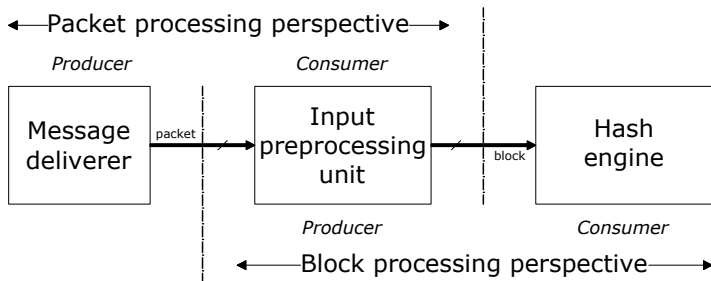 Packet processing perspective
Producer
Consumer
Message
deliverer
packet
Input
preprocessing
unit
block
Hash
engine
Producer
Consumer
Block processing perspective